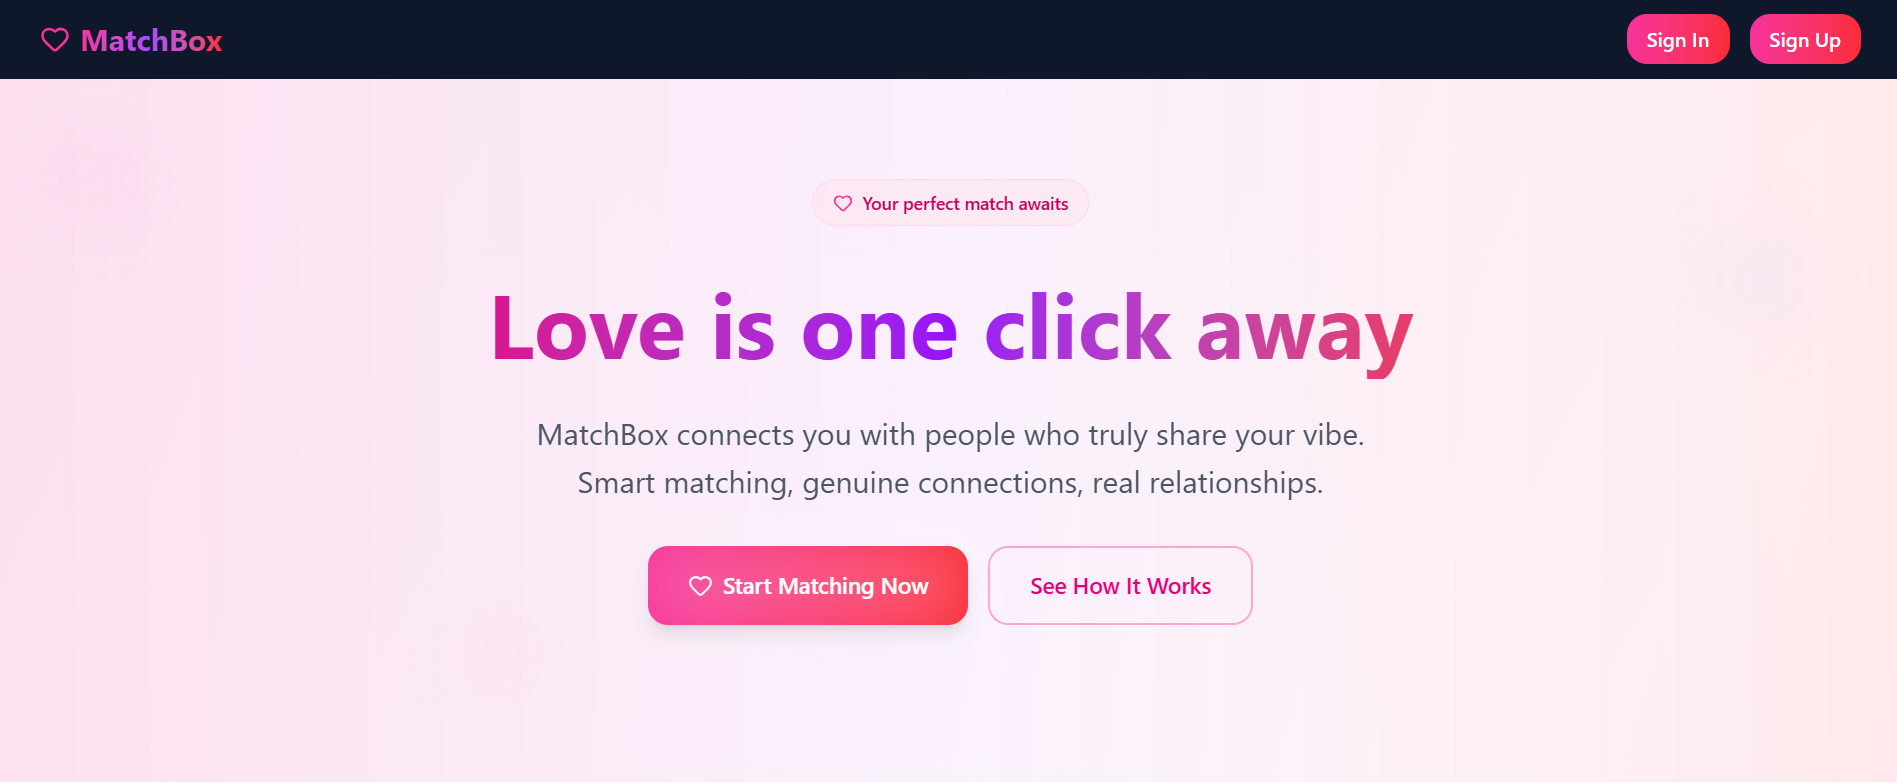 MatchBox
Sign In
Sign Up
Your perfect match awaits
Love is one click away
MatchBox connects you with people who truly share your vibe.
Smart matching, genuine connections, real relationships.
Start Matching Now
See How It Works